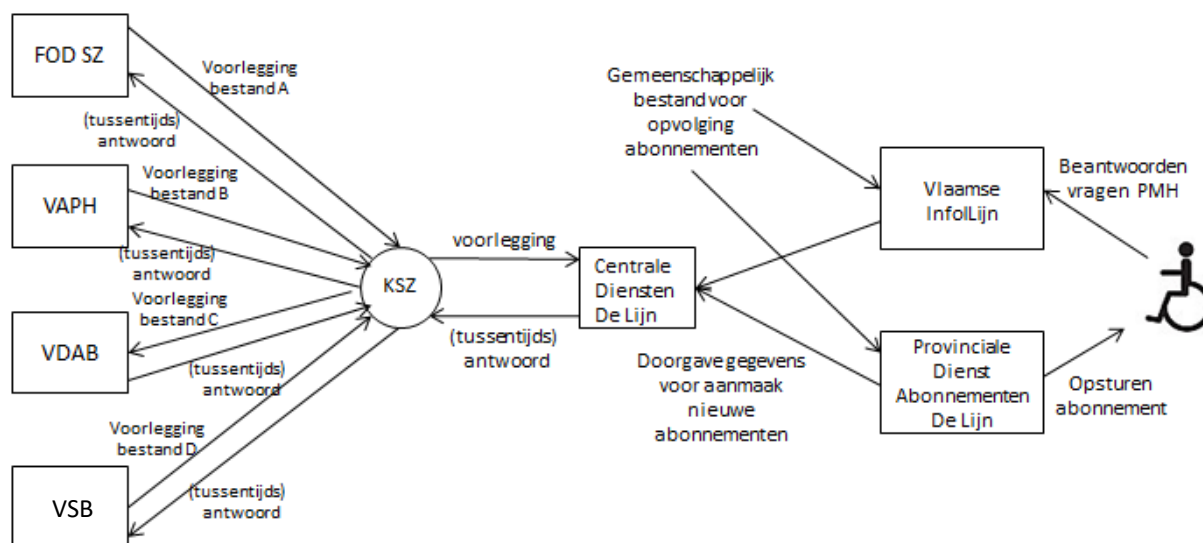 FOD SZ
Voorlegging
bestand A
(tussentijds)
antwoord
VAPH
Voorlegging
bestand B
(tussentijds)
antwoord
VDAB
Voorlegging
bestand C
(tussentijds)
antwoord
VSB
Voorlegging
bestand D
(tussentijds)
antwoord
KSZ
voorlegging
(tussentijds)
antwoord
Centrale
Diensten
De Lijn
Gemeenschappelijk
bestand voor
opvolging
abonnementen
Doorgave gegevens
voor aanmaak
nieuwe
abonnementen
Vlaamse
InfolLijn
Provinciale
Dienst
Abonnementen
De Lijn
Beantwoorden
vragen PMH
Opsturen
abonnement